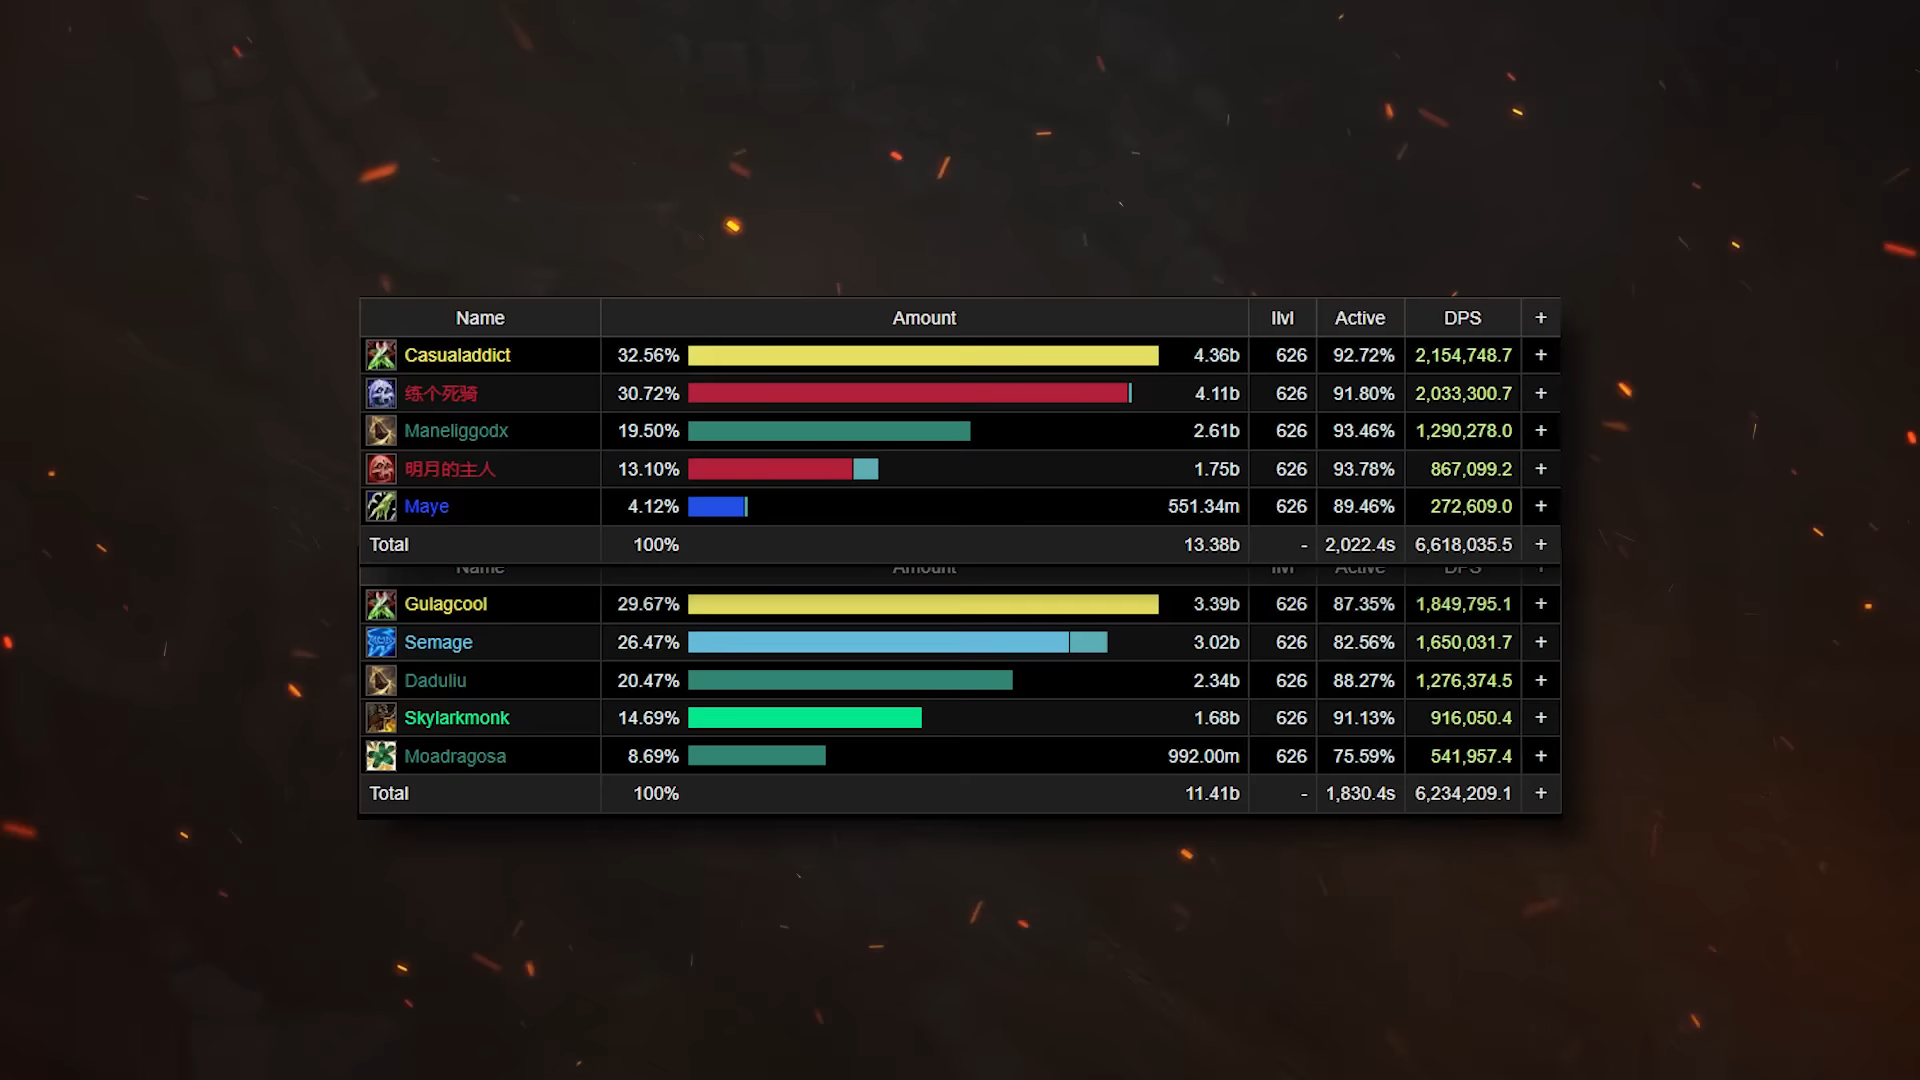 Name Amount Ilvl Active DPS +
Casualaddict 32.56% 4.36b 626 92.72% 2,154,748.7 +
练个死骑 30.72% 4.11b 626 91.80% 2,033,300.7 +
Maneliggodx 19.50% 2.61b 626 93.46% 1,290,278.0 +
明月的主人 13.10% 1.75b 626 93.78% 867,099.2 +
Maye 4.12% 551.34m 626 89.46% 272,609.0 +
Total 100% 13.38b - 2,022.4s 6,618,035.5 +
Name Amount Ilvl Active DPS +
Gulagcool 29.67% 3.39b 626 87.35% 1,849,795.1 +
Semage 26.47% 3.02b 626 82.56% 1,650,031.7 +
Daduliu 20.47% 2.34b 626 88.27% 1,276,374.5 +
Skylarkmonk 14.69% 1.68b 626 91.13% 916,050.4 +
Moadragosa 8.69% 992.00m 626 75.59% 541,957.4 +
Total 100% 11.41b - 1,830.4s 6,234,209.1 +